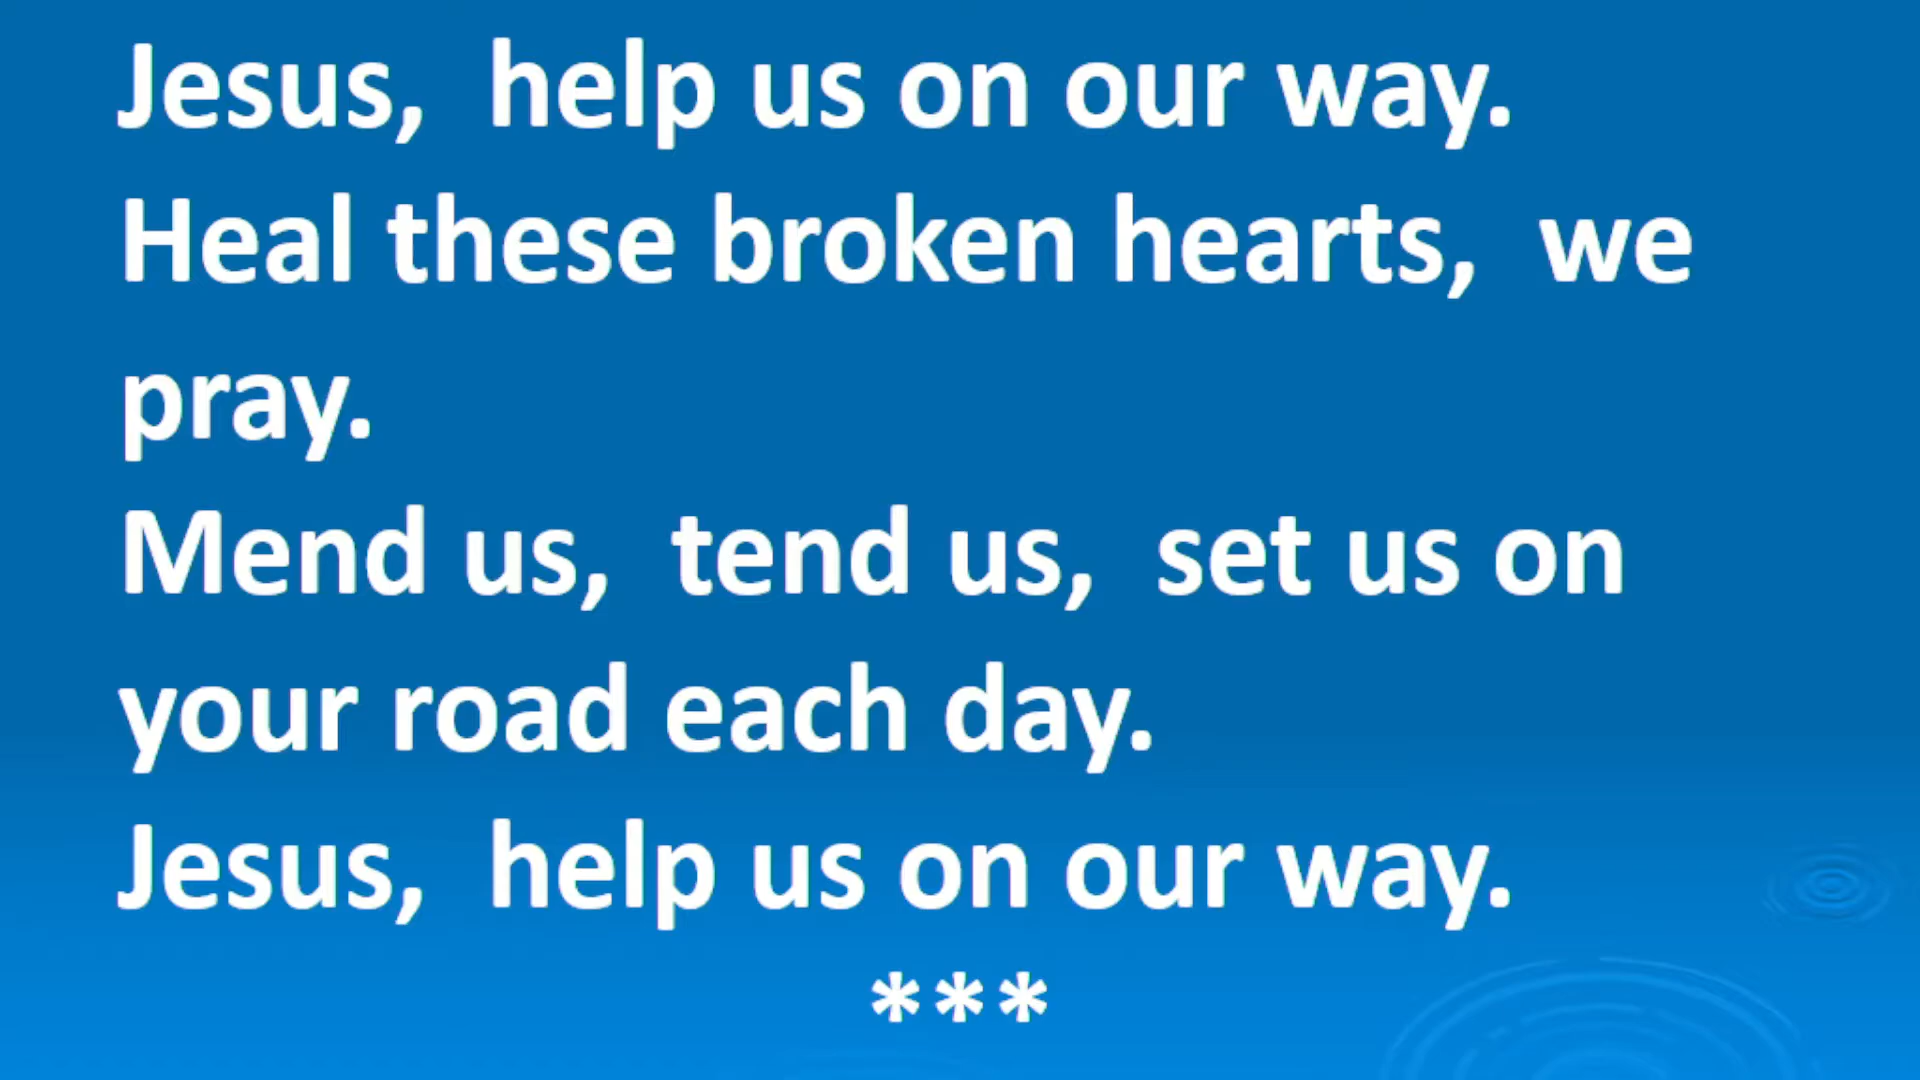 Jesus,  help us on our way.
Heal these broken hearts,  we
pray.
Mend us,  tend us,  set us on
your road each day.
Jesus,  help us on our way.
***